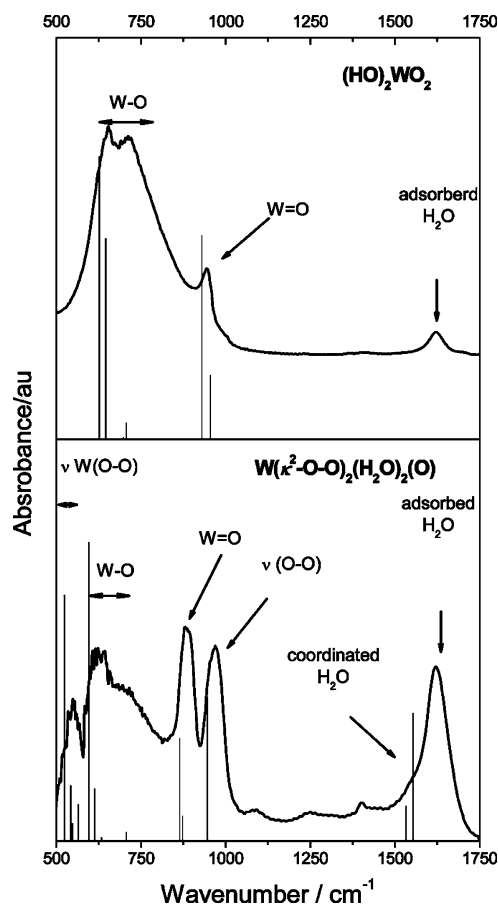 500 750 1000 1250 1500 1750
(HO)₂WO₂
W-O
adsorberd
H₂O
W=O
Absrobance/au
ν W(O-O)
W(κ²-O-O)₂(H₂O)₂(O)
adsorbed
H₂O
W=O
W-O
ν (O-O)
coordinated
H₂O
500 750 1000 1250 1500 1750
Wavenumber / cm⁻¹